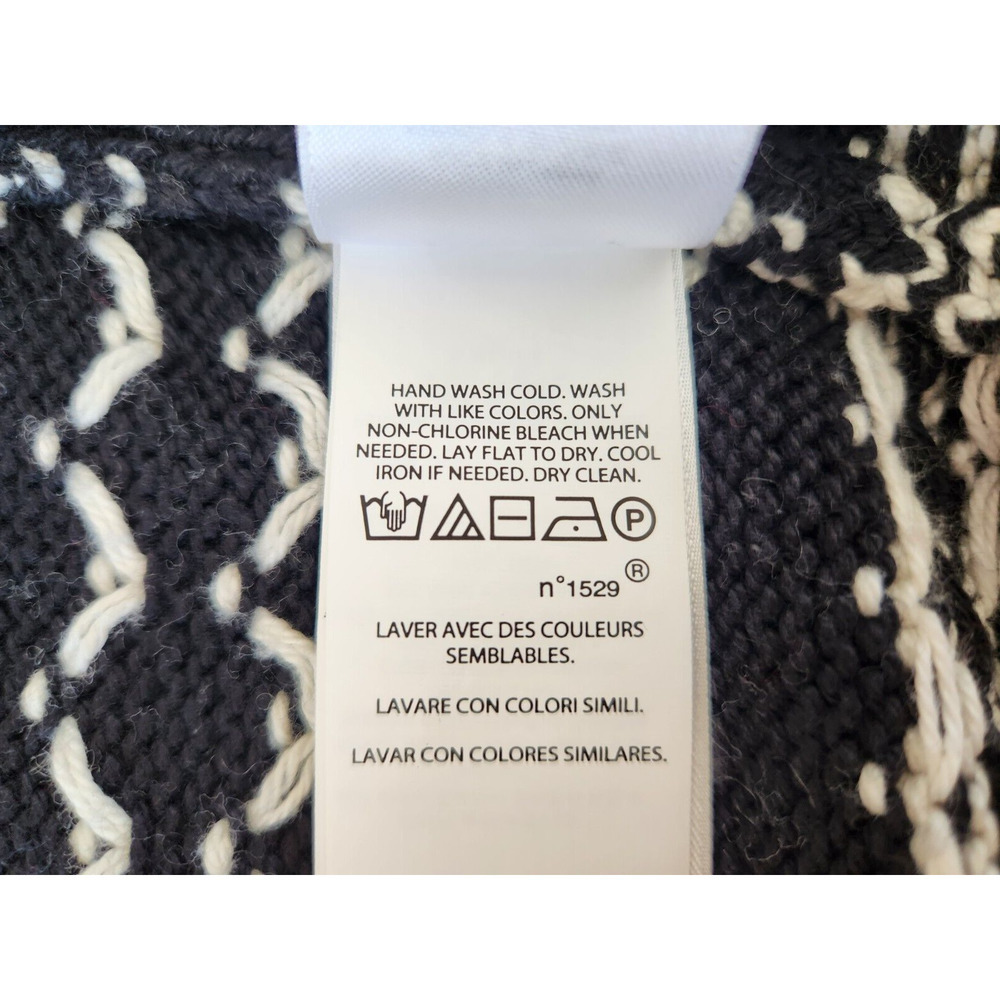 HAND WASH COLD. WASH
WITH LIKE COLORS. ONLY
NON-CHLORINE BLEACH WHEN
NEEDED. LAY FLAT TO DRY. COOL
IRON IF NEEDED. DRY CLEAN.
P
n°1529 ®
LAVER AVEC DES COULEURS
SEMBLABLES.
LAVARE CON COLORI SIMILI.
LAVAR CON COLORES SIMILARES.